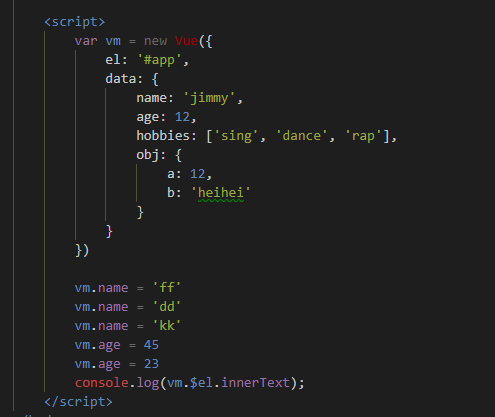 <script>
var vm = new Vue({
el: '#app',
data: {
name: 'jimmy',
age: 12,
hobbies: ['sing', 'dance', 'rap'],
obj: {
a: 12,
b: 'heihei'
}
}
})
vm.name = 'ff'
vm.name = 'dd'
vm.name = 'kk'
vm.age = 45
vm.age = 23
console.log(vm.$el.innerText);
</script>